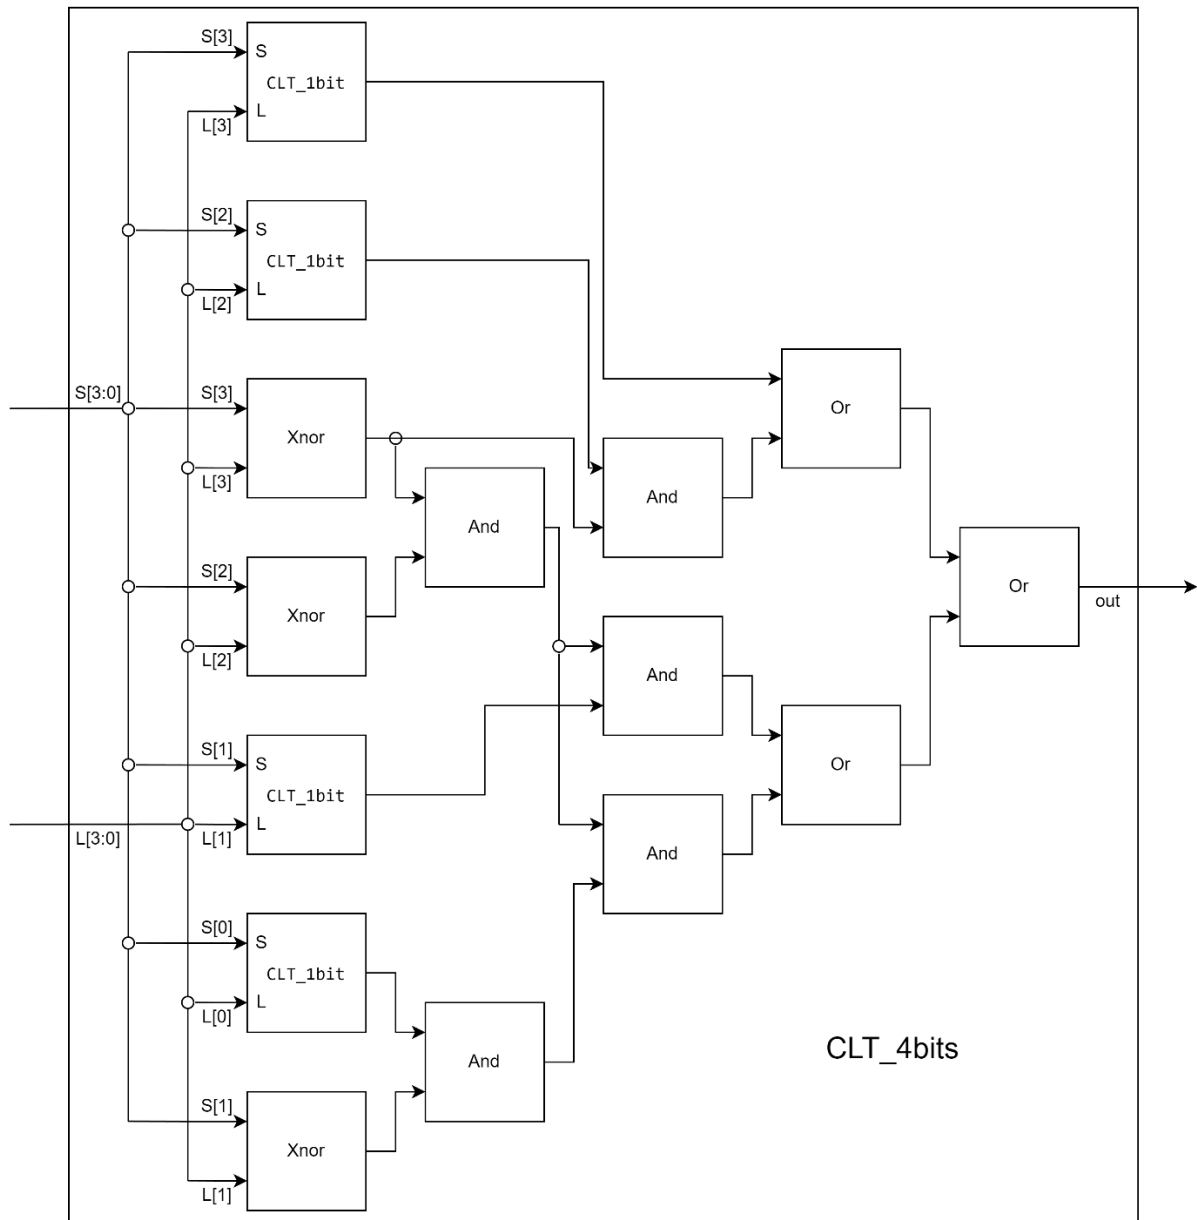 S[3]
S
CLT_1bit
L
L[3]
S[2]
S
CLT_1bit
L
L[2]
S[3:0]
S[3]
Xnor
L[3]
Or
And
And
S[2]
Xnor
L[2]
Or
out
And
S[1]
S
CLT_1bit
L
L[3:0]
L[1]
Or
And
S[0]
S
CLT_1bit
L
L[0]
And
CLT_4bits
S[1]
Xnor
L[1]